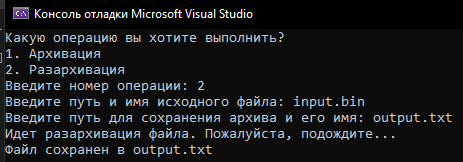 Консоль отладки Microsoft Visual Studio
Какую операцию вы хотите выполнить?
1. Архивация
2. Разархивация
Введите номер операции: 2
Введите путь и имя исходного файла: input.bin
Введите путь для сохранения архива и его имя: output.txt
Идет разархивация файла. Пожалуйста, подождите...
Файл сохранен в output.txt